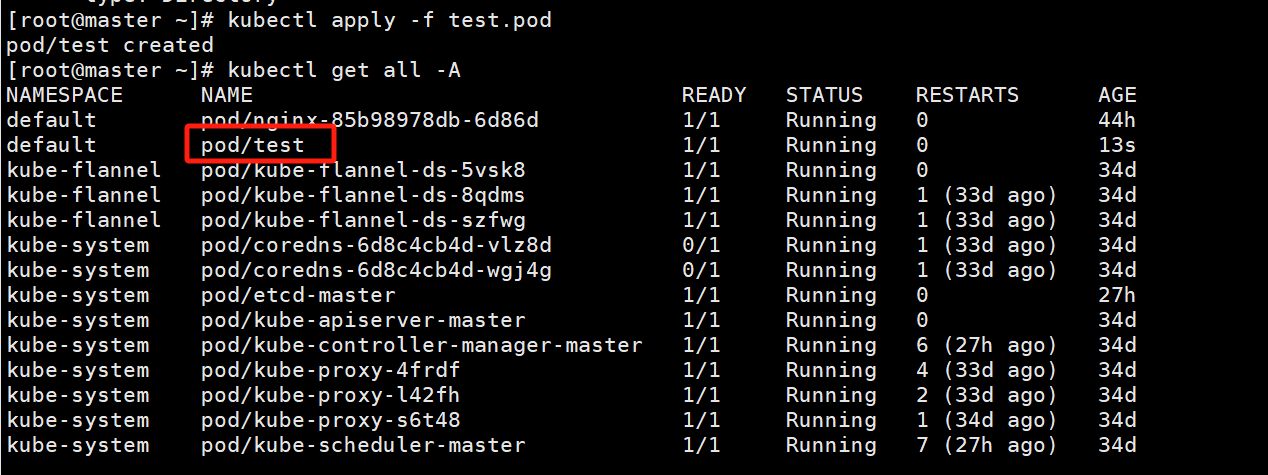 type: Directory
[root@master ~]# kubectl apply -f test.pod
pod/test created
[root@master ~]# kubectl get all -A
NAMESPACE NAME READY STATUS RESTARTS AGE
default pod/nginx-85b98978db-6d86d 1/1 Running 0 44h
default pod/test 1/1 Running 0 13s
kube-flannel pod/kube-flannel-ds-5vsk8 1/1 Running 0 34d
kube-flannel pod/kube-flannel-ds-8qdms 1/1 Running 1 (33d ago) 34d
kube-flannel pod/kube-flannel-ds-szfwg 1/1 Running 1 (33d ago) 34d
kube-system pod/coredns-6d8c4cb4d-vlz8d 0/1 Running 1 (33d ago) 34d
kube-system pod/coredns-6d8c4cb4d-wgj4g 0/1 Running 1 (33d ago) 34d
kube-system pod/etcd-master 1/1 Running 0 27h
kube-system pod/kube-apiserver-master 1/1 Running 0 34d
kube-system pod/kube-controller-manager-master 1/1 Running 6 (27h ago) 34d
kube-system pod/kube-proxy-4frdf 1/1 Running 4 (33d ago) 34d
kube-system pod/kube-proxy-l42fh 1/1 Running 2 (33d ago) 34d
kube-system pod/kube-proxy-s6t48 1/1 Running 1 (34d ago) 34d
kube-system pod/kube-scheduler-master 1/1 Running 7 (27h ago) 34d